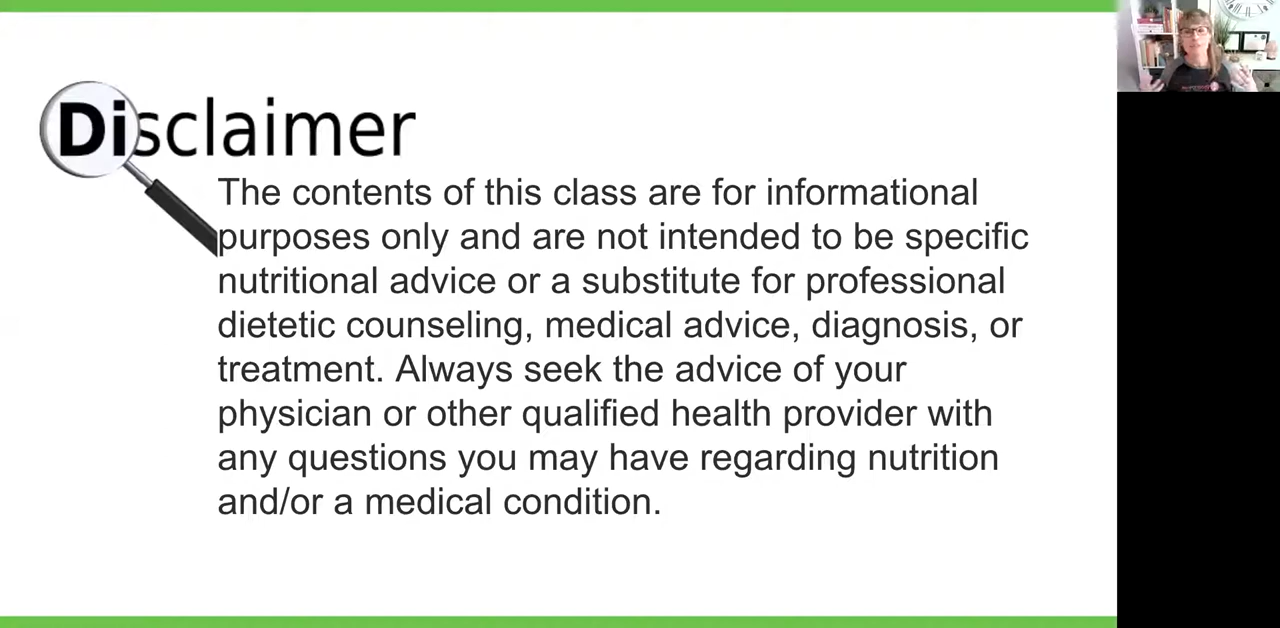 Disclaimer
The contents of this class are for informational
purposes only and are not intended to be specific
nutritional advice or a substitute for professional
dietetic counseling, medical advice, diagnosis, or
treatment. Always seek the advice of your
physician or other qualified health provider with
any questions you may have regarding nutrition
and/or a medical condition.